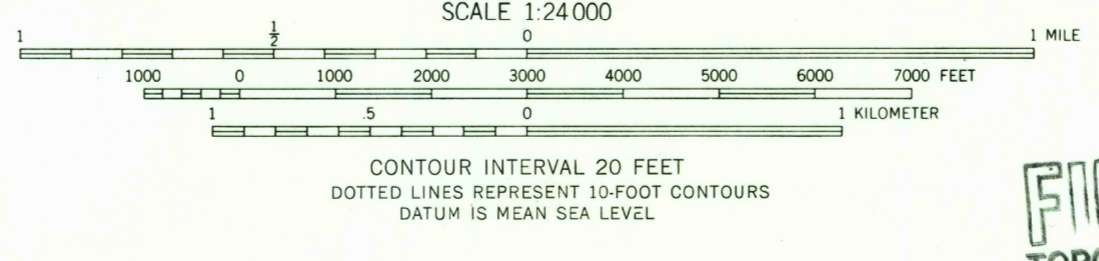 SCALE 1:24 000
1 ½ 0 1 MILE
1000 0 1000 2000 3000 4000 5000 6000 7000 FEET
1 .5 0 1 KILOMETER
CONTOUR INTERVAL 20 FEET
DOTTED LINES REPRESENT 10-FOOT CONTOURS
DATUM IS MEAN SEA LEVEL